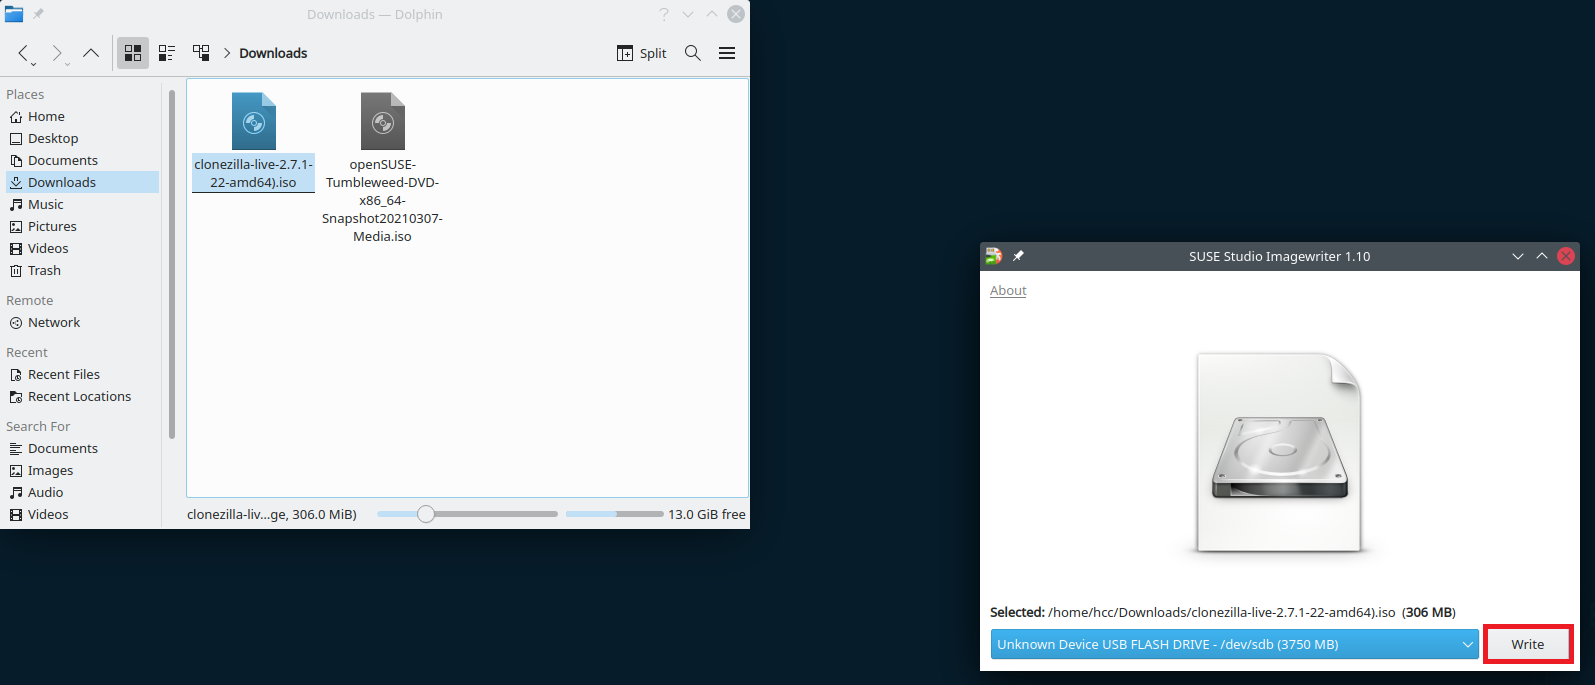 Downloads — Dolphin
Downloads
Split
Places
Home
Desktop
Documents
Downloads
Music
Pictures
Videos
Trash
Remote
Network
Recent
Recent Files
Recent Locations
Search For
Documents
Images
Audio
Videos
clonezilla-live-2.7.1-
22-amd64).iso
openSUSE-
Tumbleweed-DVD-
x86_64-
Snapshot20210307-
Media.iso
clonezilla-liv...ge, 306.0 MiB)
13.0 GiB free
SUSE Studio Imagewriter 1.10
About
Selected: /home/hcc/Downloads/clonezilla-live-2.7.1-22-amd64).iso (306 MB)
Unknown Device USB FLASH DRIVE - /dev/sdb (3750 MB)
Write